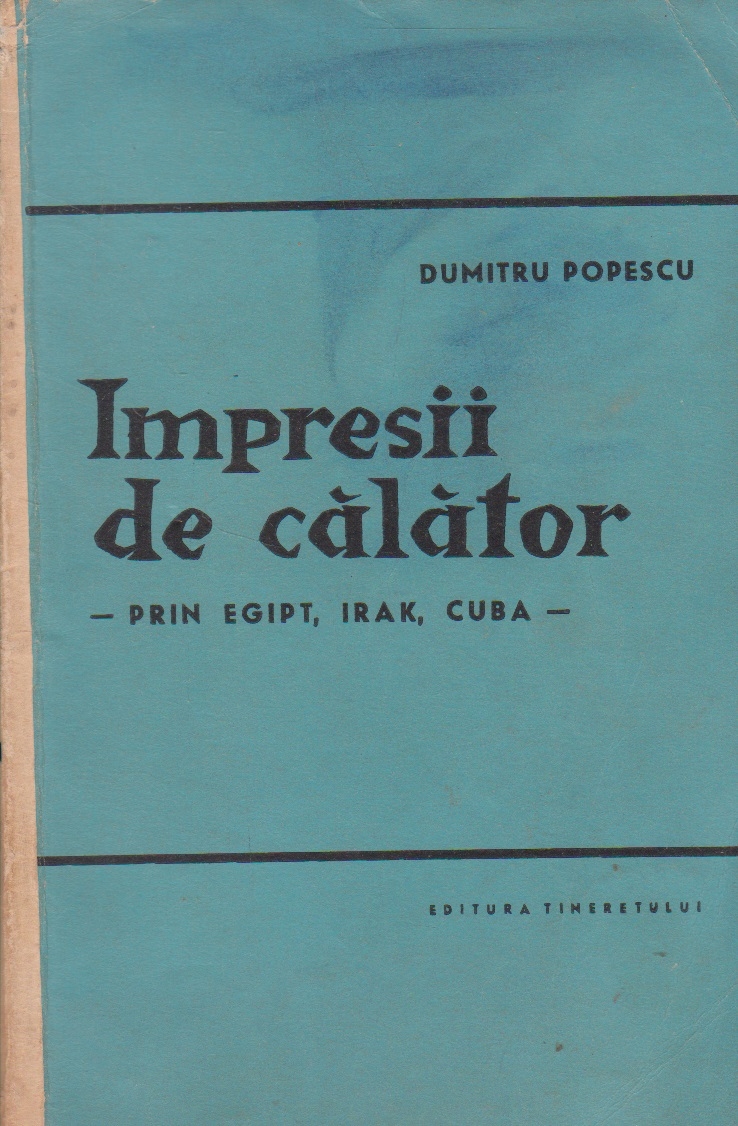 DUMITRU POPESCU
Impresii
de călător
— PRIN EGIPT, IRAK, CUBA —
EDITURA TINERETULUI